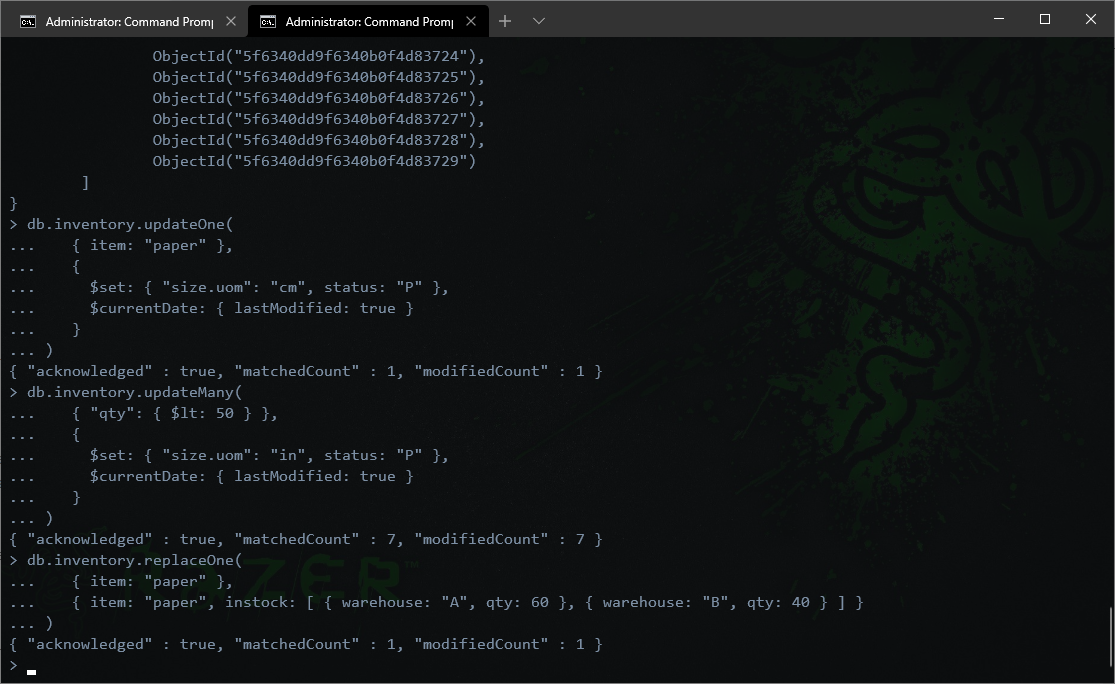 Administrator: Command Promp
Administrator: Command Promp
ObjectId("5f6340dd9f6340b0f4d83724"),
ObjectId("5f6340dd9f6340b0f4d83725"),
ObjectId("5f6340dd9f6340b0f4d83726"),
ObjectId("5f6340dd9f6340b0f4d83727"),
ObjectId("5f6340dd9f6340b0f4d83728"),
ObjectId("5f6340dd9f6340b0f4d83729")
]
}
> db.inventory.updateOne(
... { item: "paper" },
... {
... $set: { "size.uom": "cm", status: "P" },
... $currentDate: { lastModified: true }
... }
... )
{ "acknowledged" : true, "matchedCount" : 1, "modifiedCount" : 1 }
> db.inventory.updateMany(
... { "qty": { $lt: 50 } },
... {
... $set: { "size.uom": "in", status: "P" },
... $currentDate: { lastModified: true }
... }
... )
{ "acknowledged" : true, "matchedCount" : 7, "modifiedCount" : 7 }
> db.inventory.replaceOne(
... { item: "paper" },
... { item: "paper", instock: [ { warehouse: "A", qty: 60 }, { warehouse: "B", qty: 40 } ] }
... )
{ "acknowledged" : true, "matchedCount" : 1, "modifiedCount" : 1 }
>
RAZER™